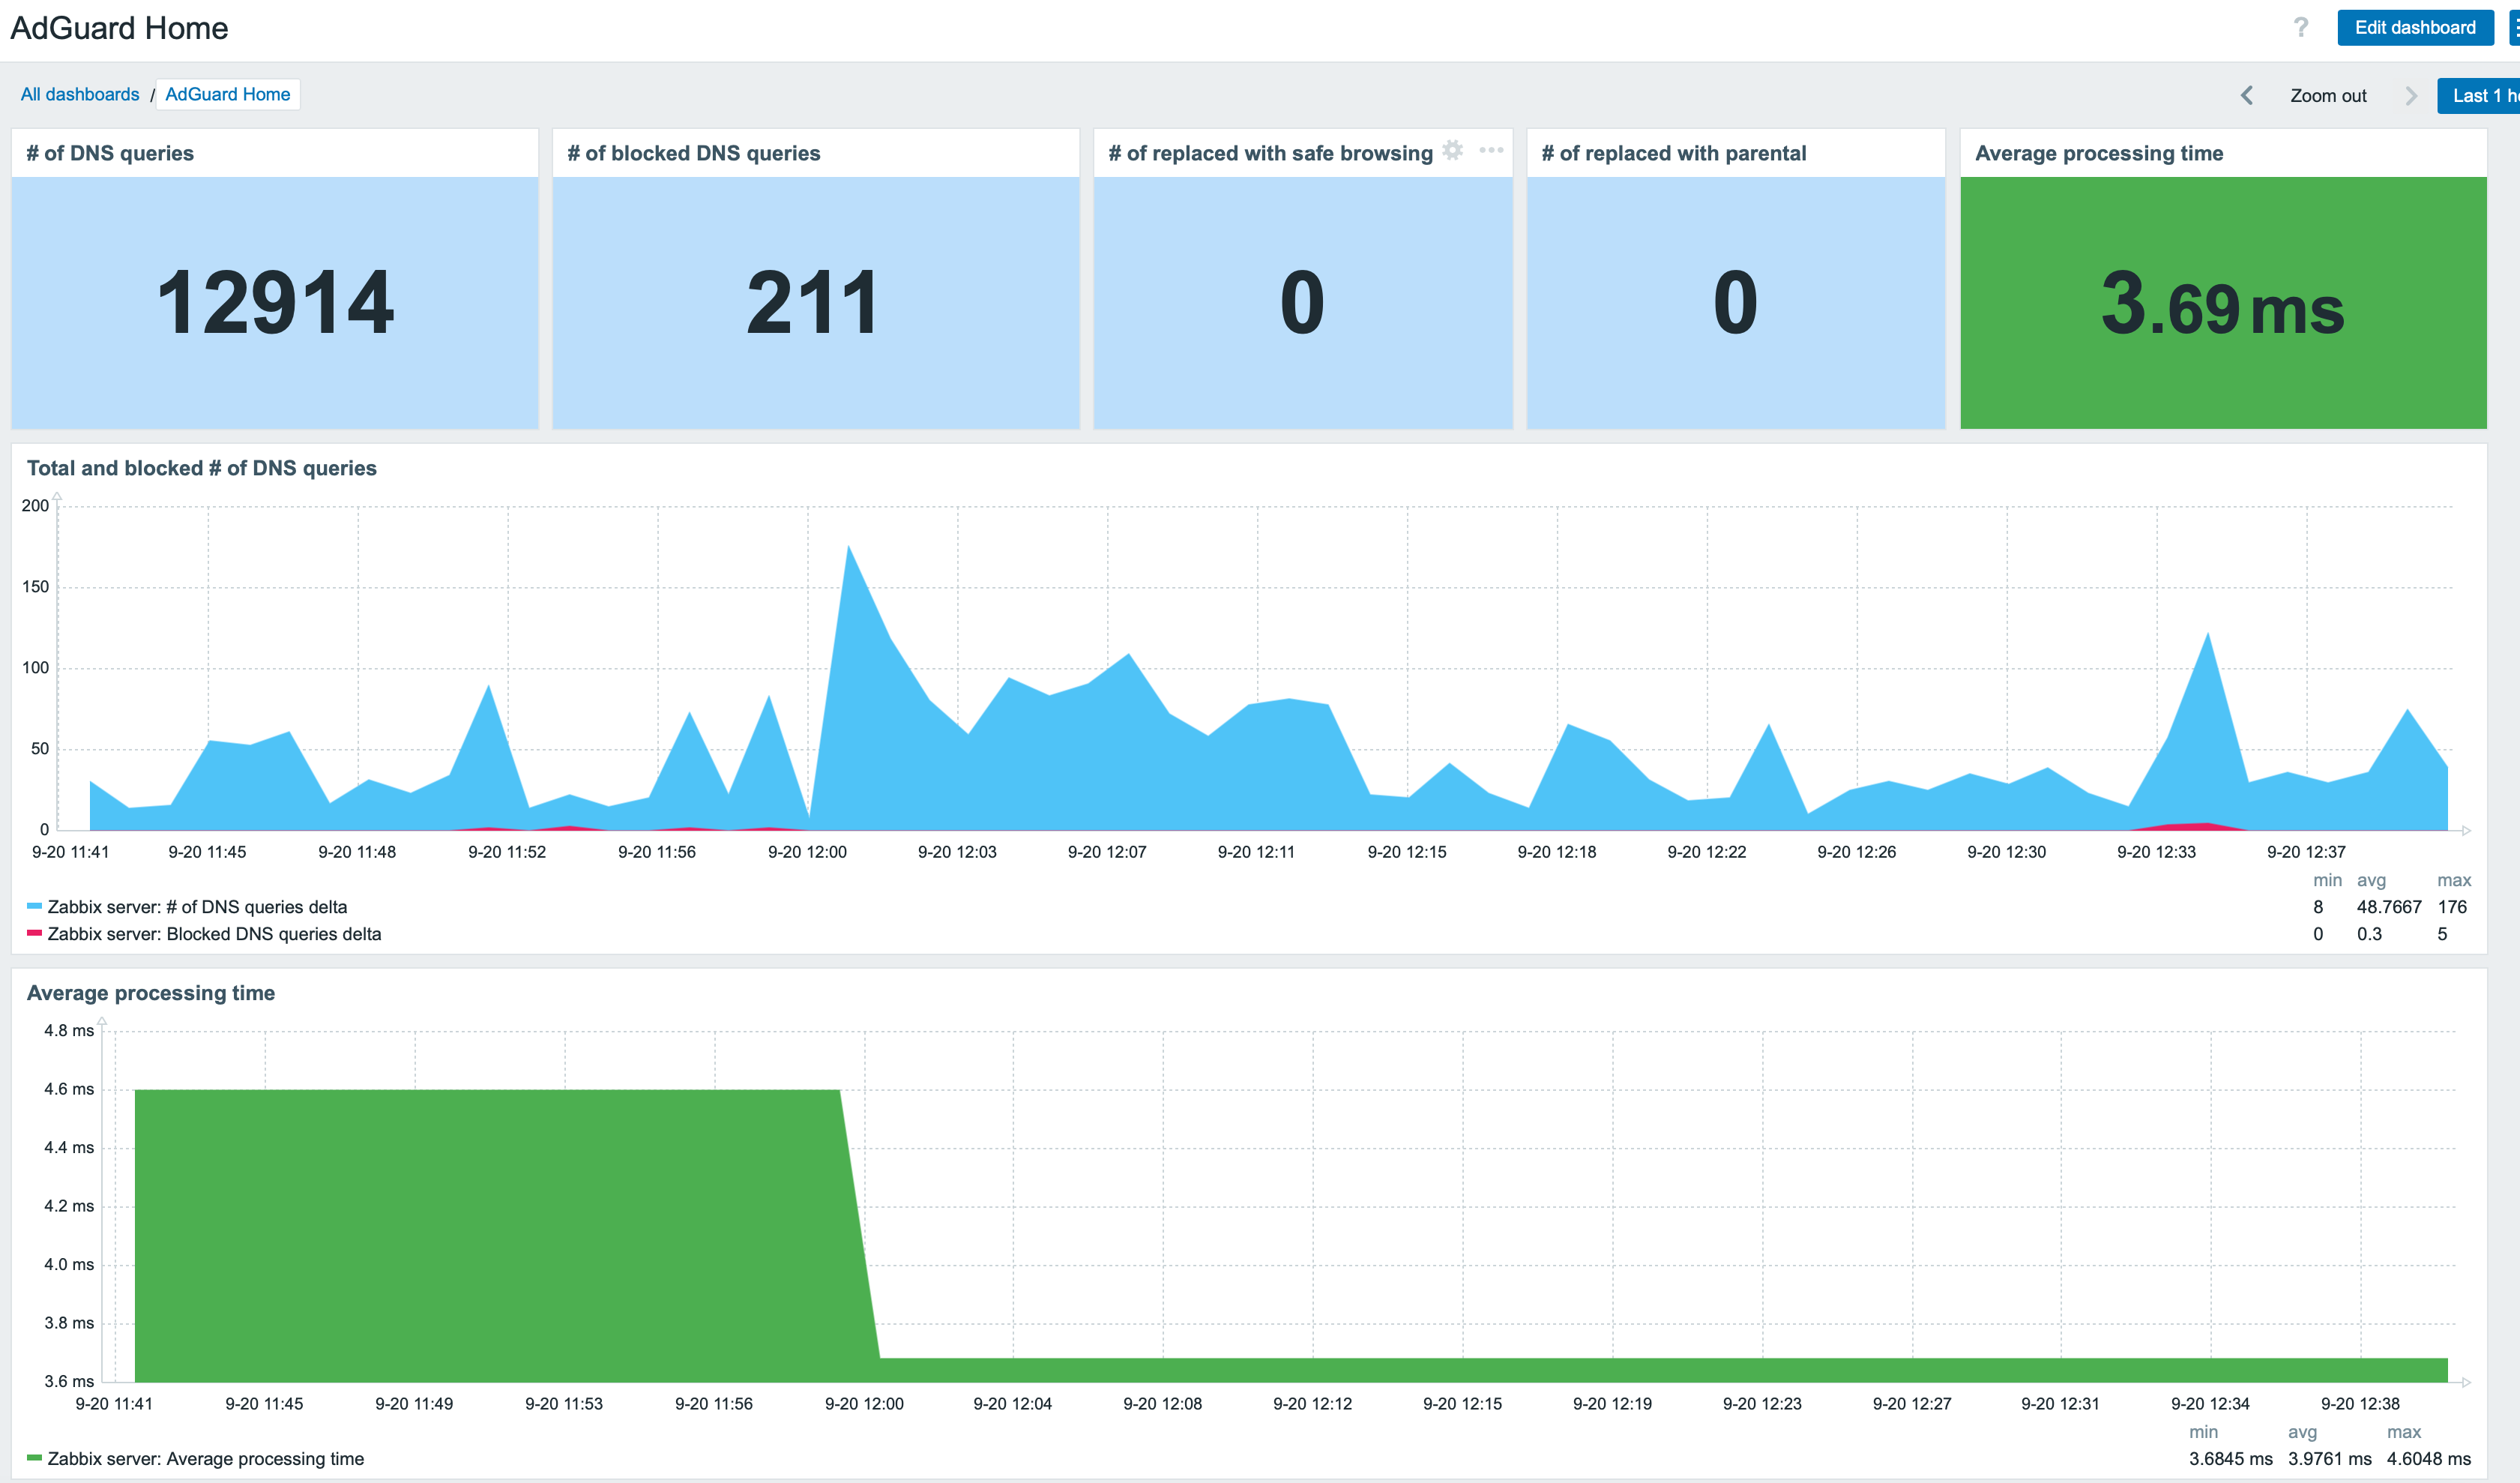 AdGuard Home
? Edit dashboard
All dashboards / AdGuard Home
Zoom out Last 1 h
# of DNS queries
12914
# of blocked DNS queries
211
# of replaced with safe browsing
0
# of replaced with parental
0
Average processing time
3.69 ms
Total and blocked # of DNS queries
200
150
100
50
0
9-20 11:41 9-20 11:45 9-20 11:48 9-20 11:52 9-20 11:56 9-20 12:00 9-20 12:03 9-20 12:07 9-20 12:11 9-20 12:15 9-20 12:18 9-20 12:22 9-20 12:26 9-20 12:30 9-20 12:33 9-20 12:37
min avg max
Zabbix server: # of DNS queries delta 8 48.7667 176
Zabbix server: Blocked DNS queries delta 0 0.3 5
Average processing time
4.8 ms
4.6 ms
4.4 ms
4.2 ms
4.0 ms
3.8 ms
3.6 ms
9-20 11:41 9-20 11:45 9-20 11:49 9-20 11:53 9-20 11:56 9-20 12:00 9-20 12:04 9-20 12:08 9-20 12:12 9-20 12:15 9-20 12:19 9-20 12:23 9-20 12:27 9-20 12:31 9-20 12:34 9-20 12:38
min avg max
Zabbix server: Average processing time 3.6845 ms 3.9761 ms 4.6048 ms